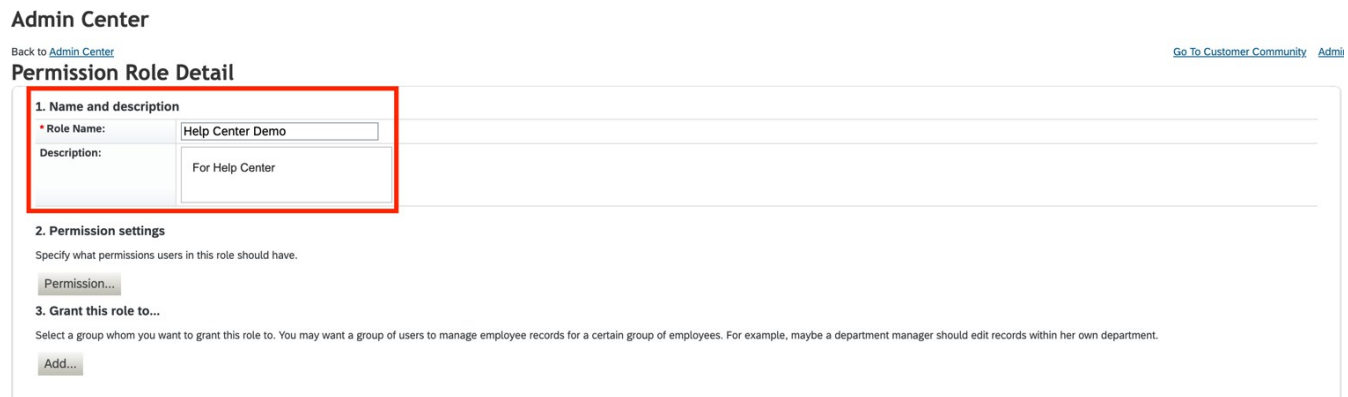 Admin Center
Back to Admin Center
Go To Customer Community
Permission Role Detail
1. Name and description
* Role Name:
Help Center Demo
Description:
For Help Center
2. Permission settings
Specify what permissions users in this role should have.
Permission...
3. Grant this role to...
Select a group whom you want to grant this role to. You may want a group of users to manage employee records for a certain group of employees. For example, maybe a department manager should edit records within her own department.
Add...